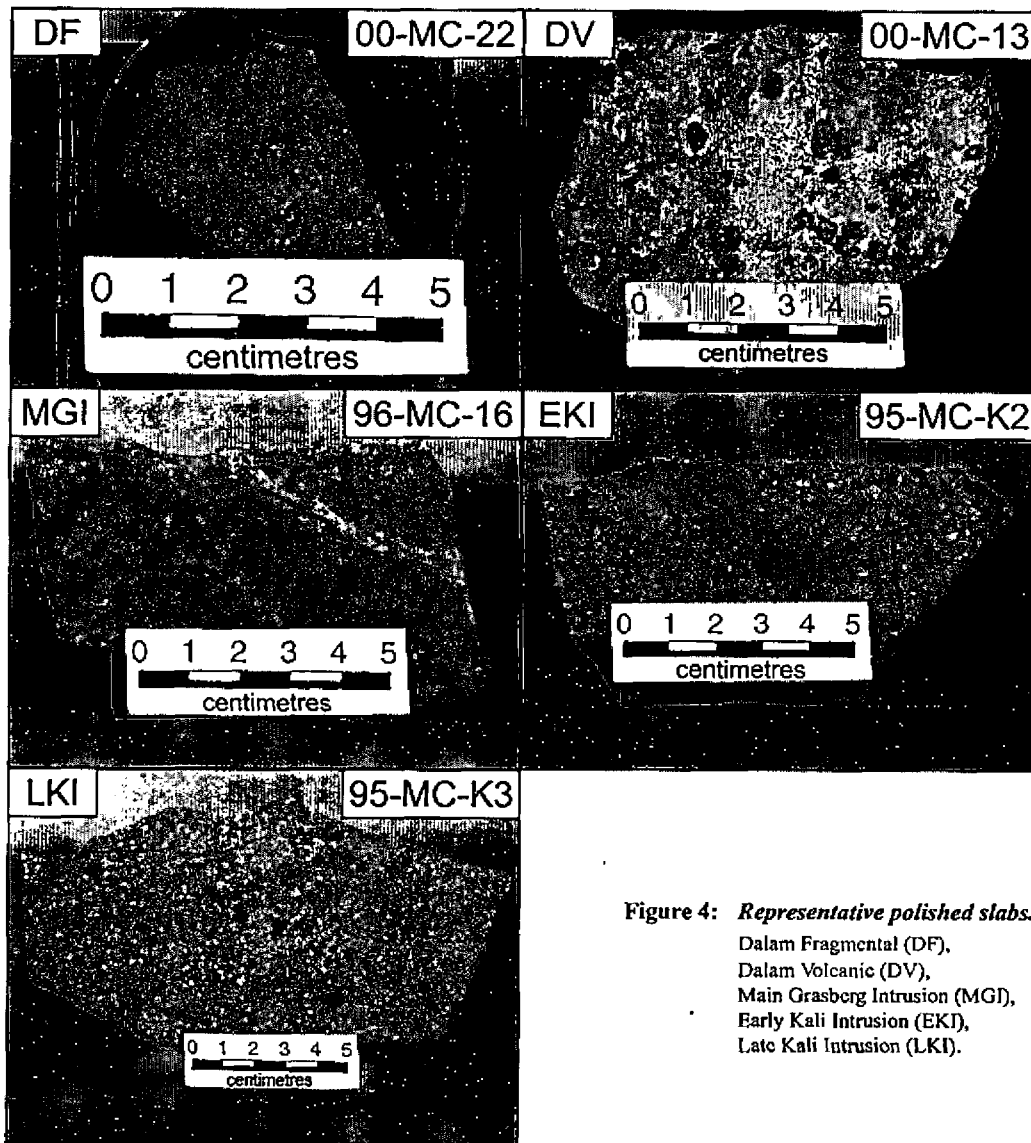 DF
00-MC-22
DV
00-MC-13
0 1 2 3 4 5
centimetres
0 1 2 3 4 5
centimetres
MGI
96-MC-16
EKI
95-MC-K2
0 1 2 3 4 5
centimetres
0 1 2 3 4 5
centimetres
LKI
95-MC-K3
0 1 2 3 4 5
centimetres
Figure 4: Representative polished slabs.
Dalam Fragmental (DF),
Dalam Volcanic (DV),
Main Grasberg Intrusion (MGI),
Early Kali Intrusion (EKI),
Late Kali Intrusion (LKI).